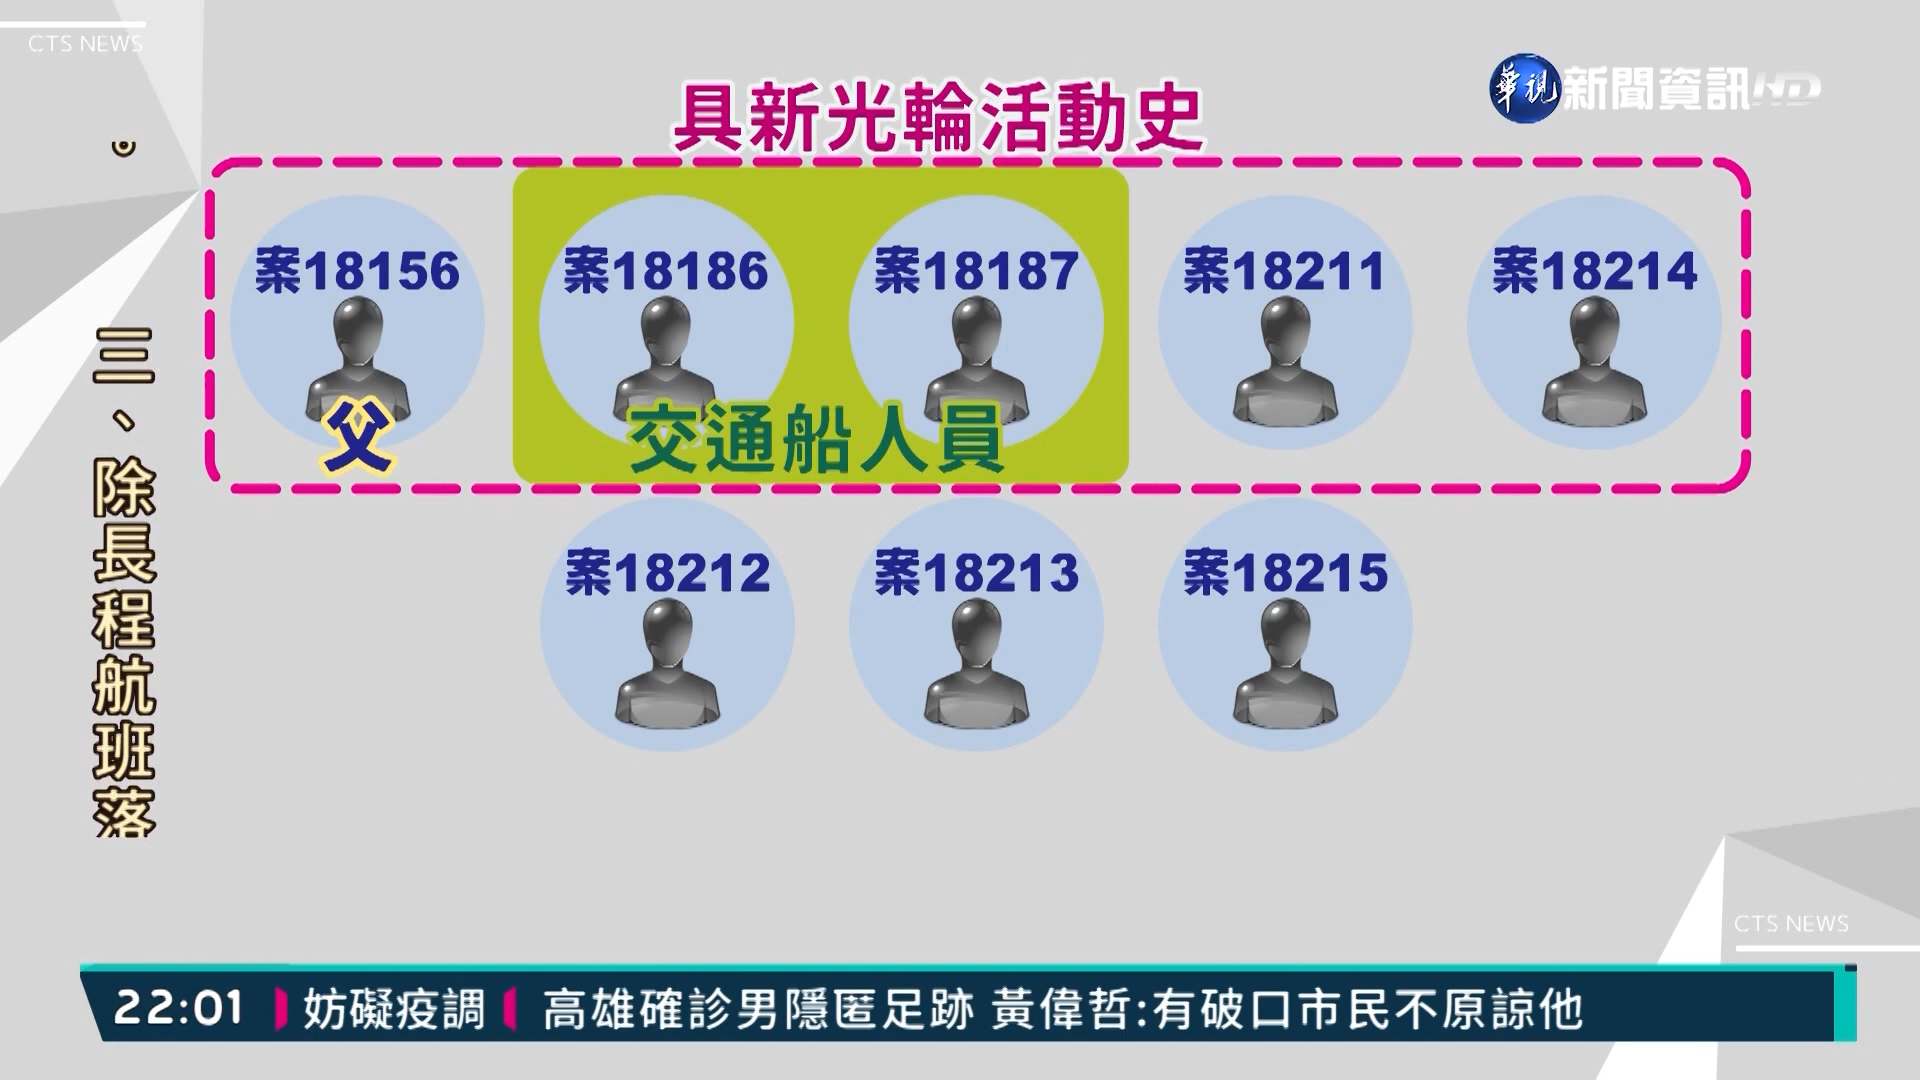 CTS NEWS
華視新聞資訊HD
具新光輪活動史
案18156
案18186
案18187
案18211
案18214
父
交通船人員
案18212
案18213
案18215
。三、除長程航班落
CTS NEWS
22:01 妨礙疫調 高雄確診男隱匿足跡 黃偉哲:有破口市民不原諒他